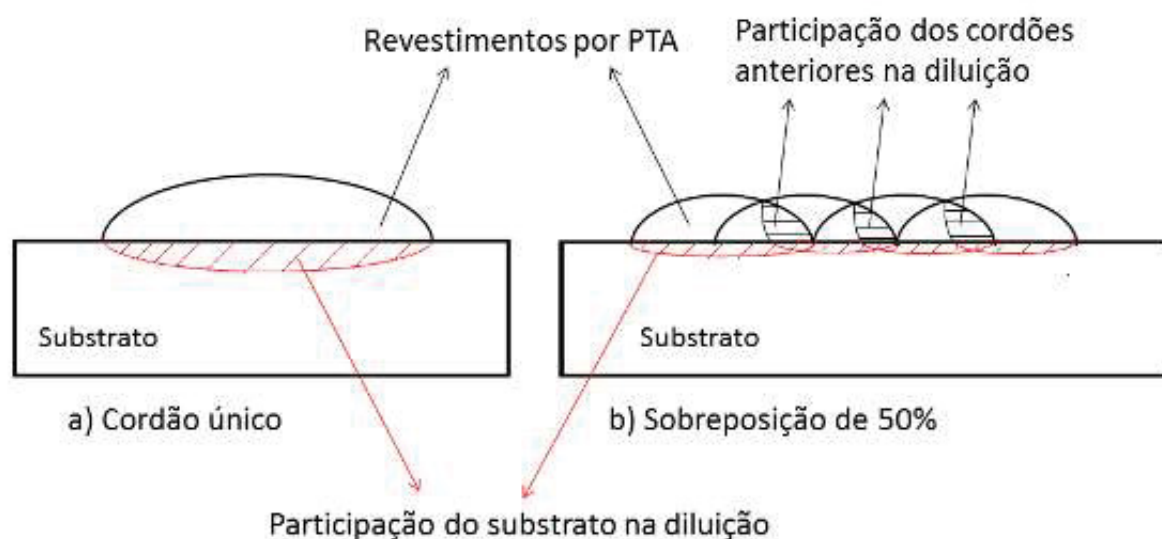 Revestimentos por PTA
Participação dos cordões
anteriores na diluição
Substrato
Substrato
a) Cordão único
b) Sobreposição de 50%
Participação do substrato na diluição